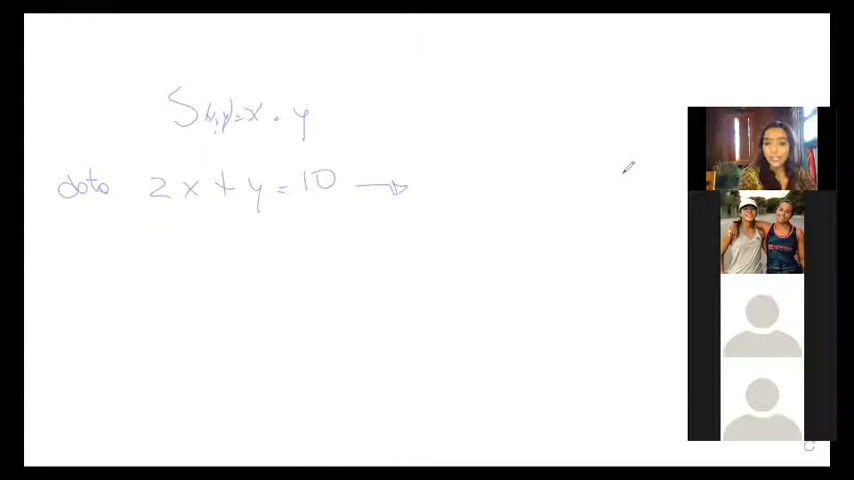 S(x,y)=x . y
dato 2x + y = 10 →